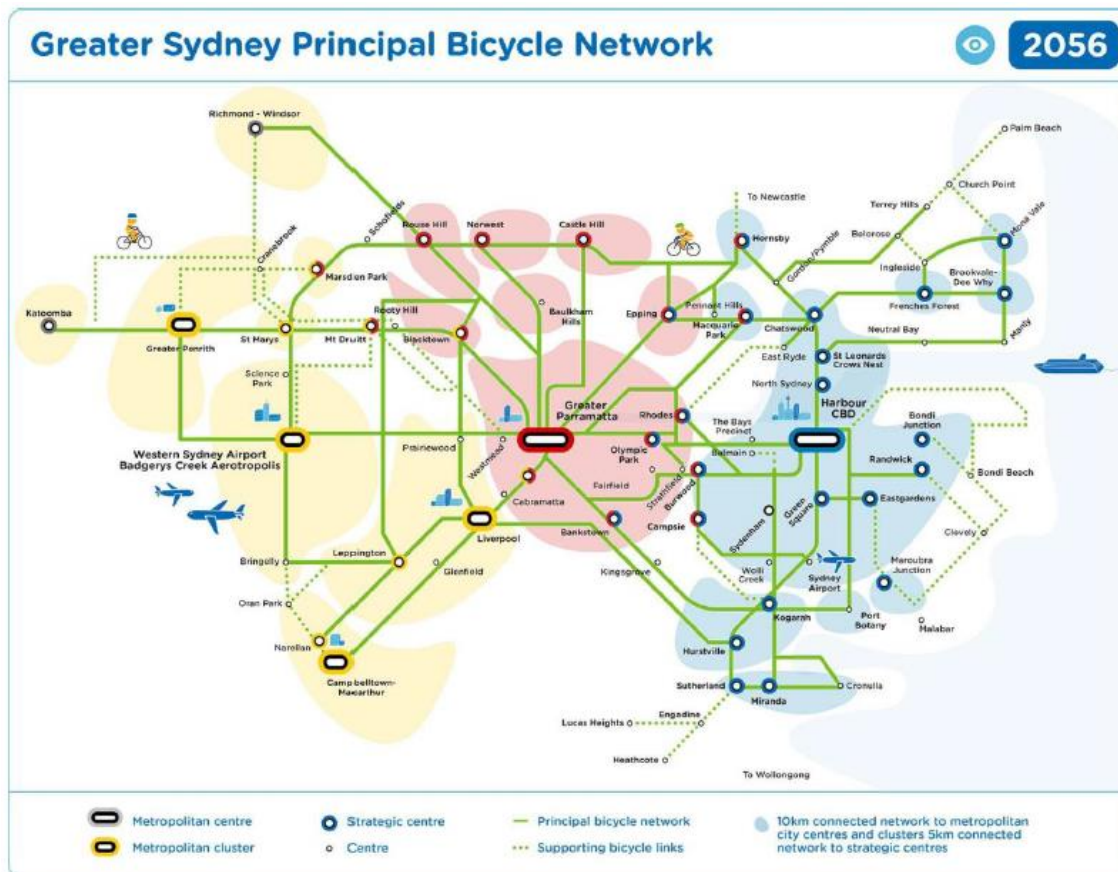 Greater Sydney Principal Bicycle Network
2056
Richmond - Windsor
Palm Beach
To Newcastle
Church Point
Terrey Hills
Schofields
Rouse Hill
Norwest
Castle Hill
Hornsby
Mona Vale
Belrose
Cranebrook
Gordon/Pymble
Marsden Park
Ingleside
Brookvale-
Dee Why
Katoomba
Rooty Hill
Baulkham
Hills
Epping
Pennant Hills
Macquarie
Park
Chatswood
Frenches Forest
Greater Penrith
St Marys
Mt Druitt
Blacktown
Neutral Bay
Manly
East Ryde
St Leonards
Crows Nest
Science
Park
North Sydney
Greater
Parramatta
Rhodes
Harbour
CBD
Bondi
Junction
The Bays
Precinct
Western Sydney Airport
Badgerys Creek Aerotropolis
Prairiewood
Westmead
Olympic
Park
Balmain
Randwick
Strathfield
Burwood
Bondi Beach
Fairfield
Cabramatta
Green
Square
Eastgardens
Liverpool
Bankstown
Campsie
Sydenham
Clovelly
Bringelly
Leppington
Glenfield
Kingsgrove
Wolli
Creek
Sydney
Airport
Maroubra
Junction
Oran Park
Kogarah
Port
Botany
Malabar
Narellan
Hurstville
Campbelltown-
Macarthur
Sutherland
Miranda
Cronulla
Lucas Heights
Engadine
Heathcote
To Wollongong
Metropolitan centre
Strategic centre
Principal bicycle network
10km connected network to metropolitan
city centres and clusters 5km connected
network to strategic centres
Metropolitan cluster
Centre
Supporting bicycle links